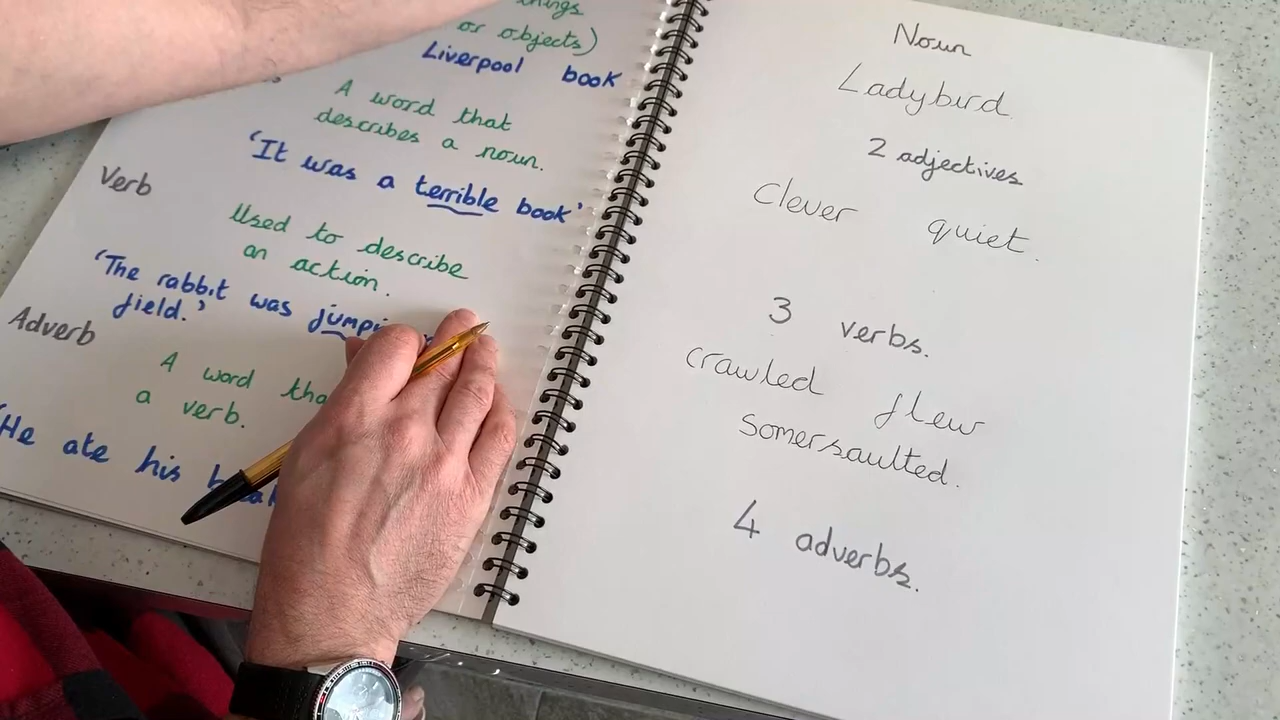 things
or objects)
Liverpool book
A word that
describes a noun.
'It was a terrible book'
Verb
Used to describe
an action.
'The rabbit was
field.'
Adverb
A word
a verb.
He ate his
Noun
Ladybird.
2 adjectives
Clever quiet.
3 verbs.
crawled flew
Somersaulted.
4 adverbs.